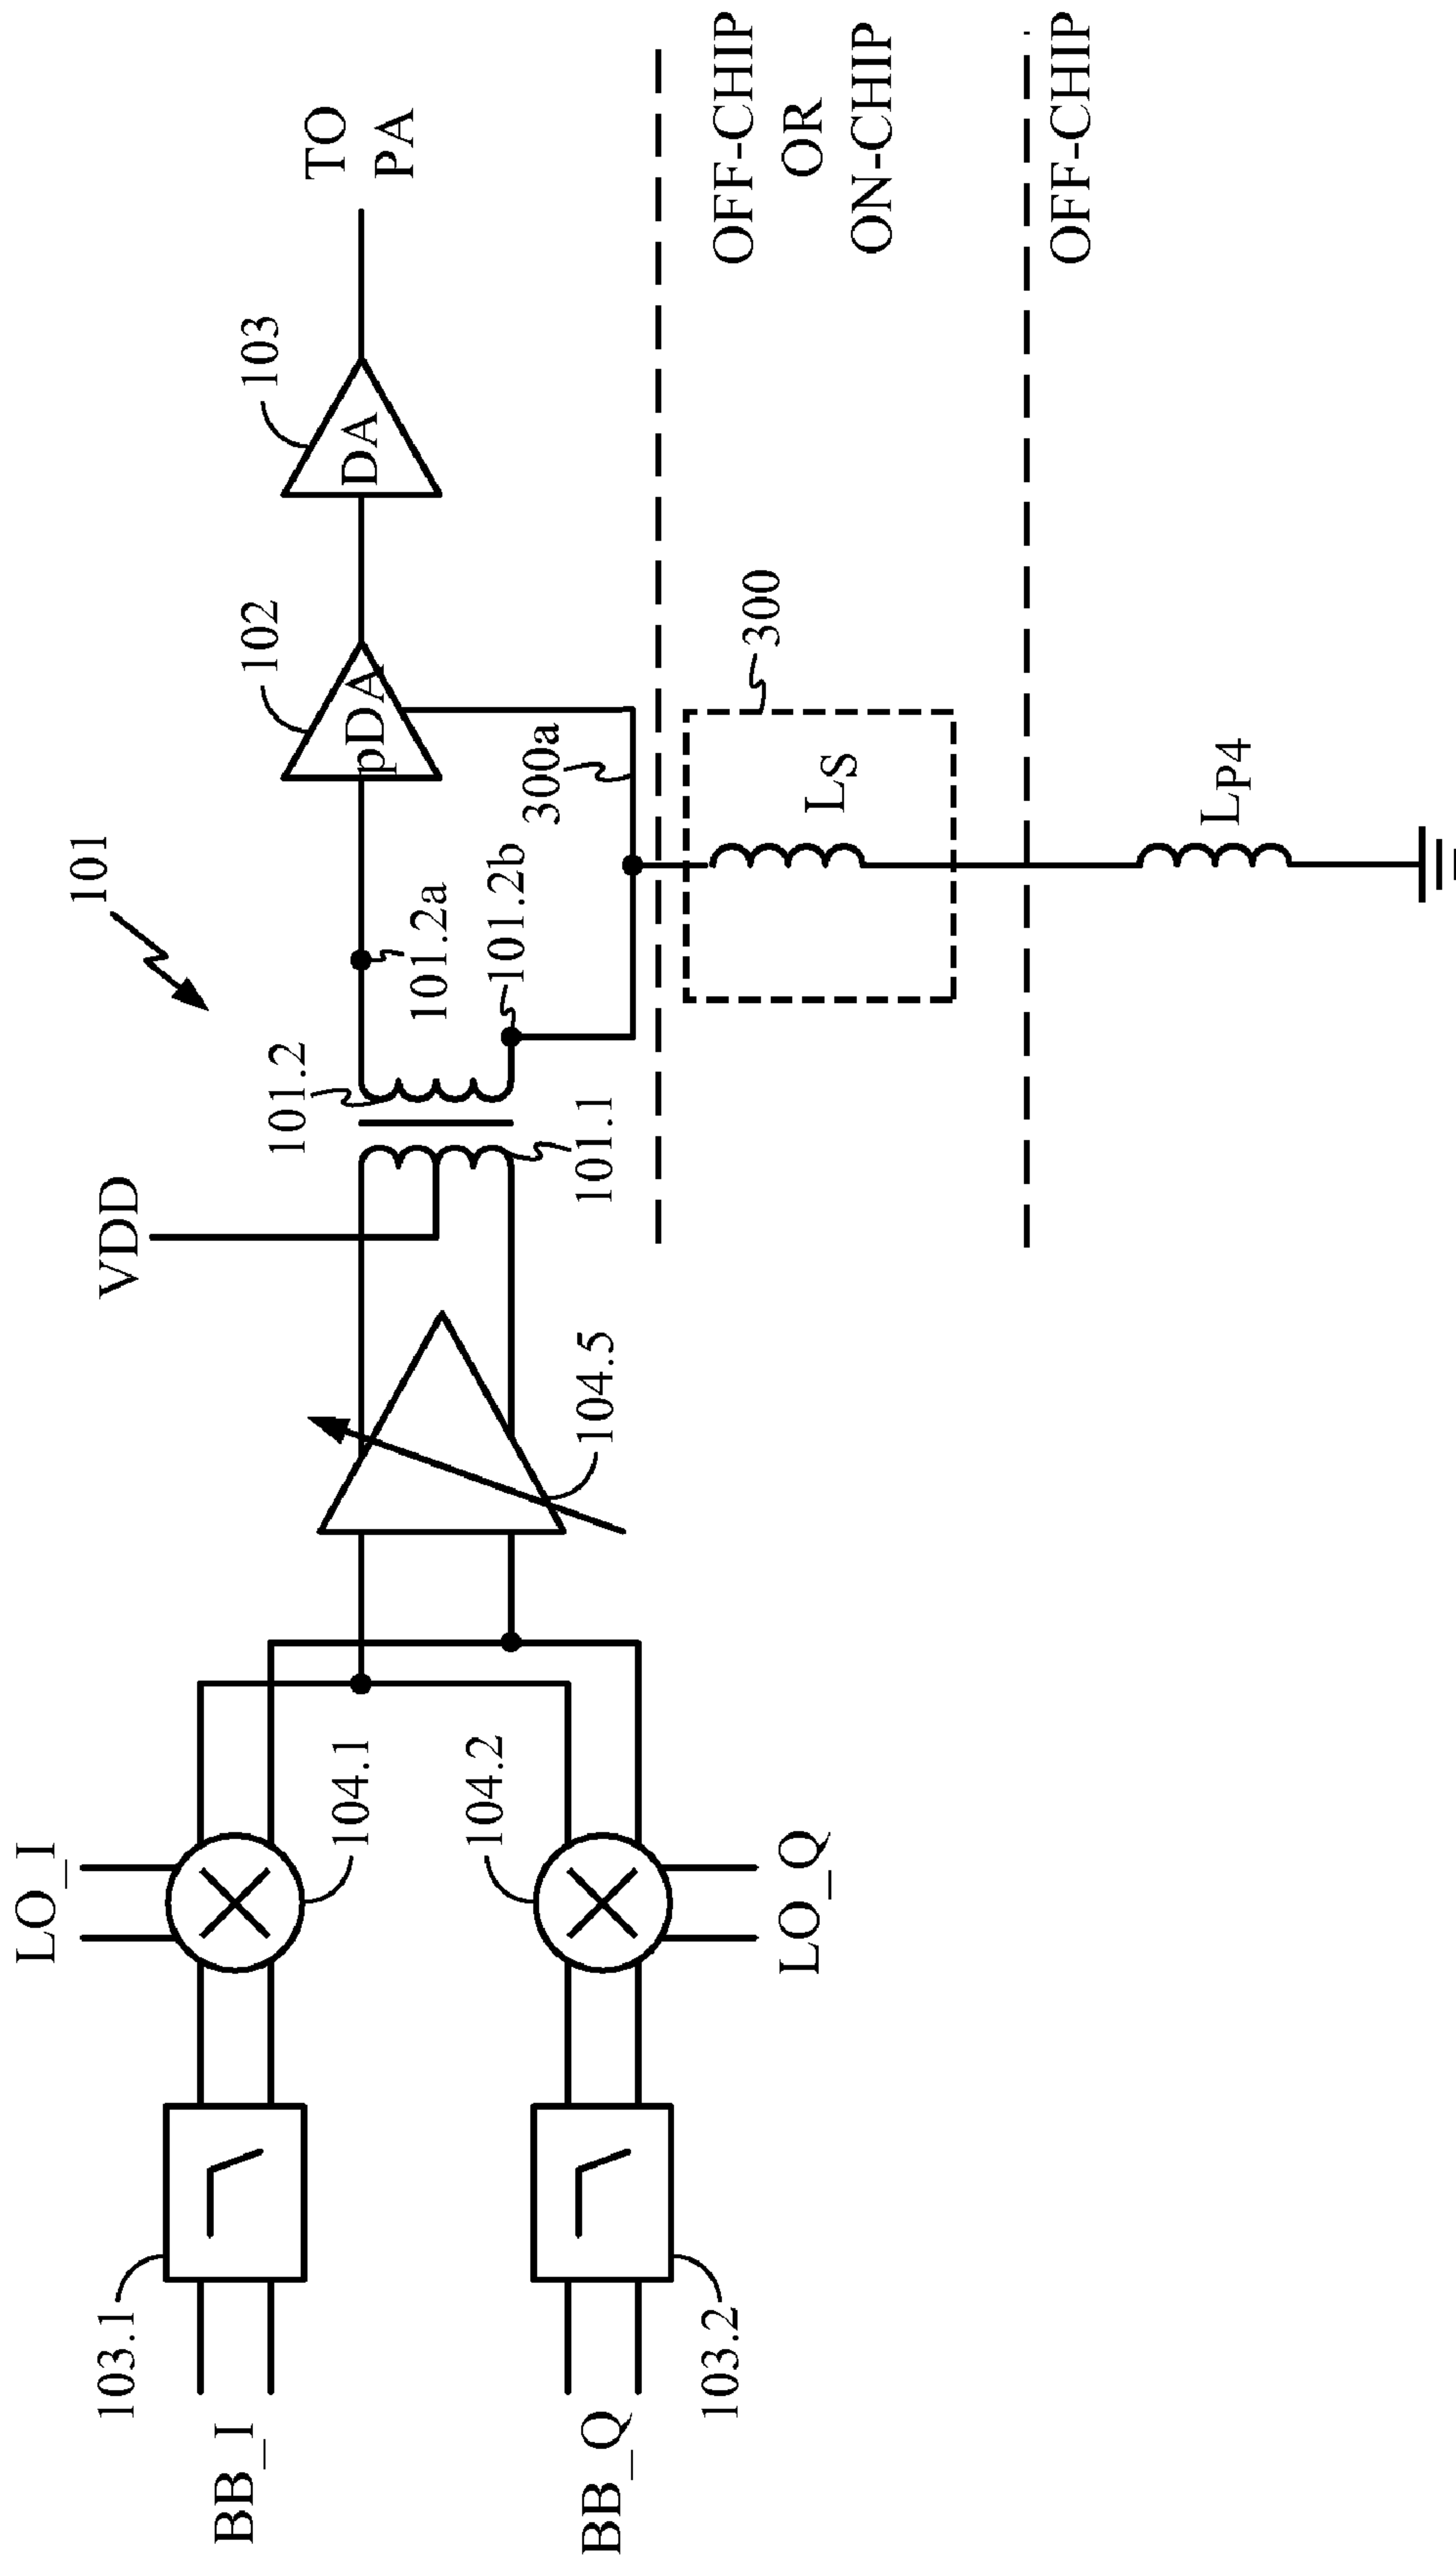 101
VDD
LO_I
103.1
BB_I
104.1
104.2
103.2
BB_Q
LO_Q
104.5
101.2
101.1
101.2a
101.2b
102
pDA
103
DA
TO
PA
300a
300
LS
OFF-CHIP
OR
ON-CHIP
OFF-CHIP
LP4